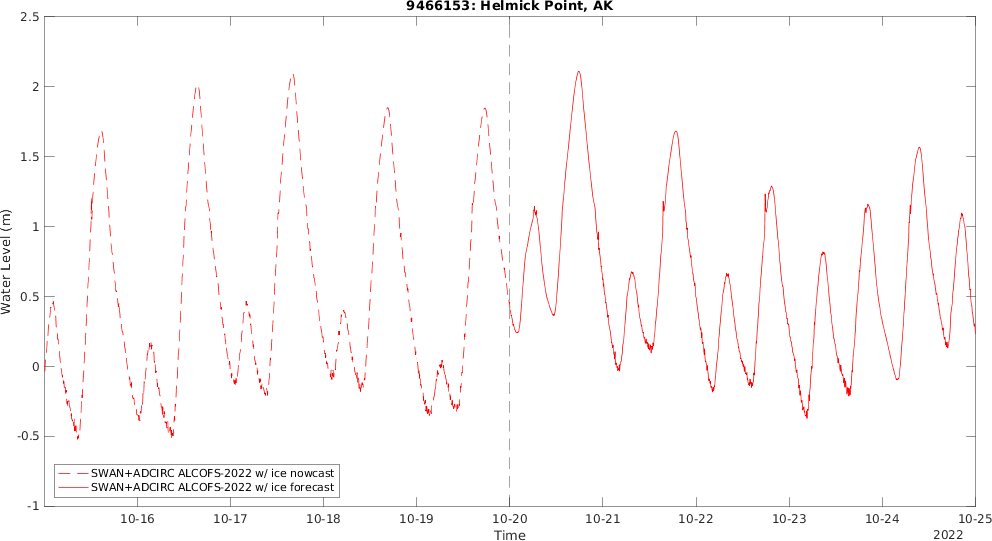 9466153: Helmick Point, AK
2.5
2
1.5
1
0.5
0
-0.5
-1
Water Level (m)
SWAN+ADCIRC ALCOFS-2022 w/ ice nowcast
SWAN+ADCIRC ALCOFS-2022 w/ ice forecast
10-16 10-17 10-18 10-19 10-20 10-21 10-22 10-23 10-24 10-25
Time
2022